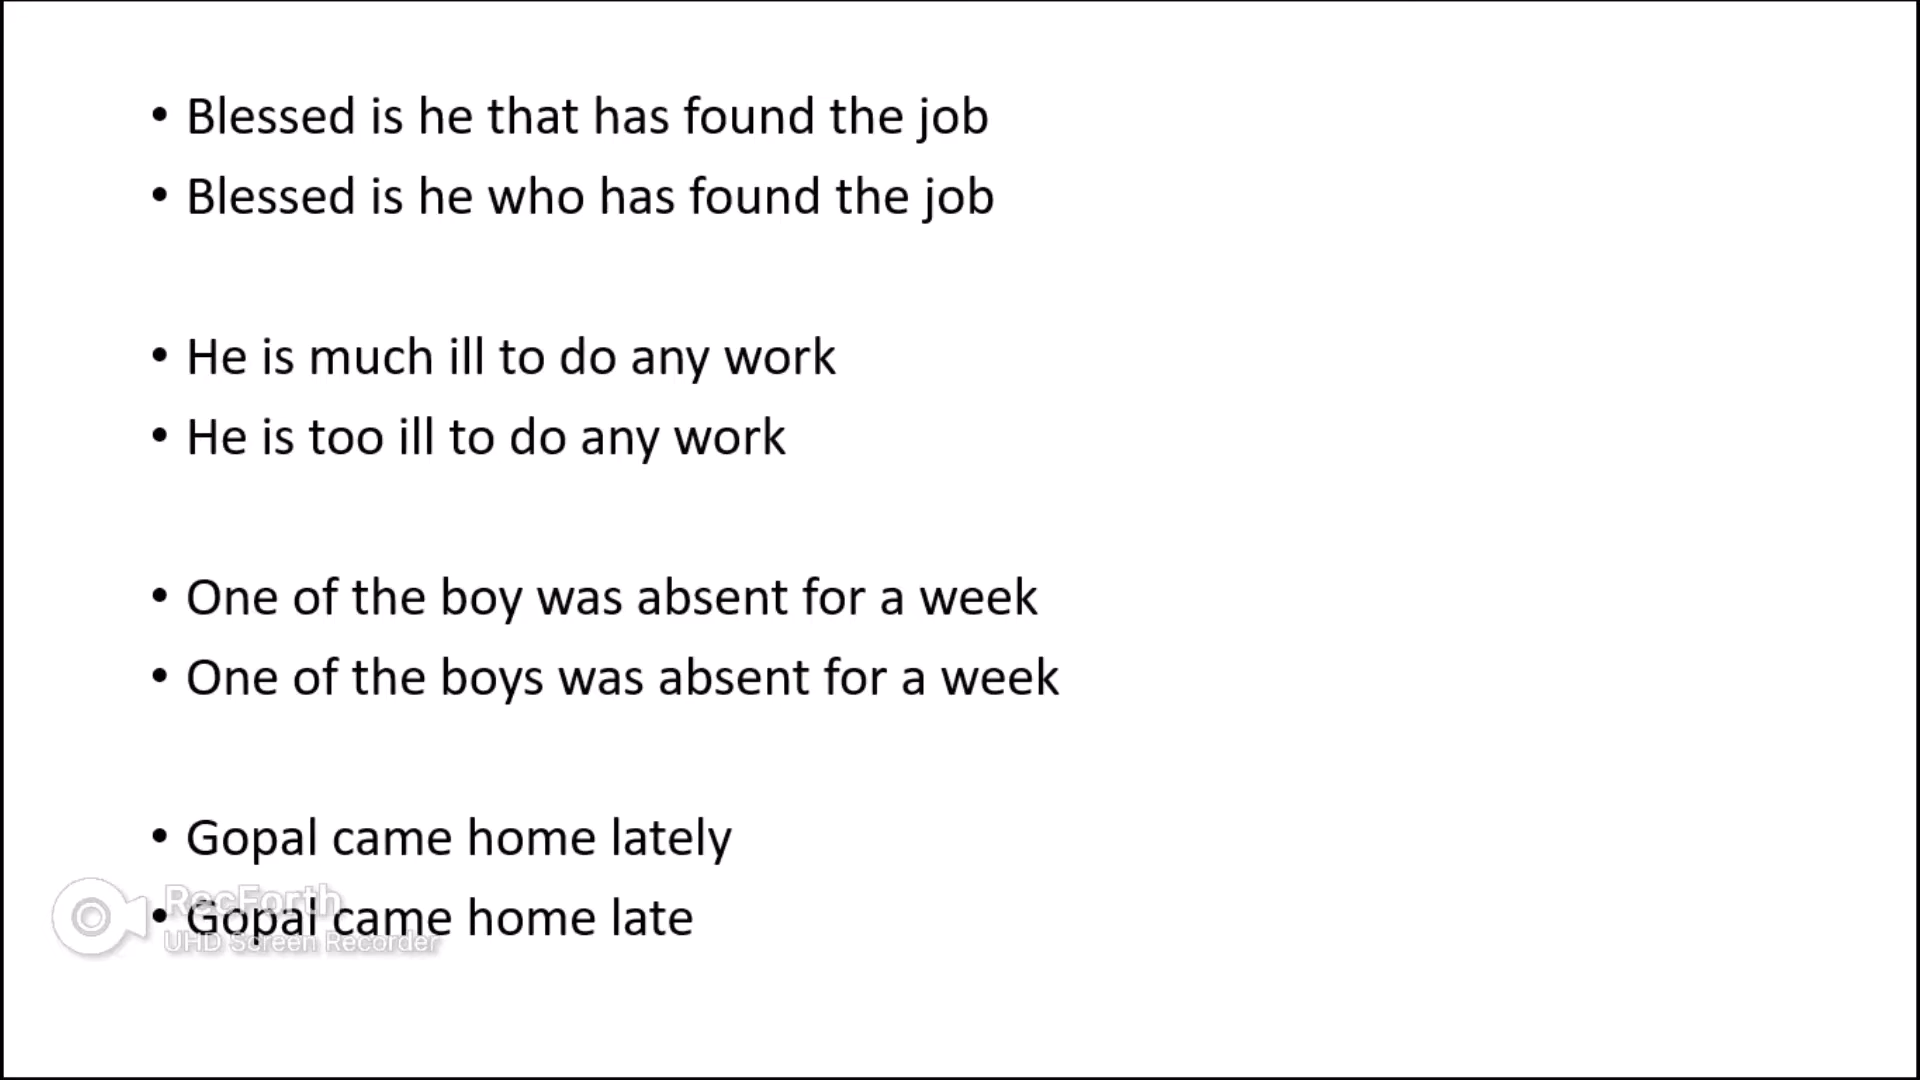 • Blessed is he that has found the job
• Blessed is he who has found the job
• He is much ill to do any work
• He is too ill to do any work
• One of the boy was absent for a week
• One of the boys was absent for a week
• Gopal came home lately
RecForth
• Gopal came home late
UHD Screen Recorder